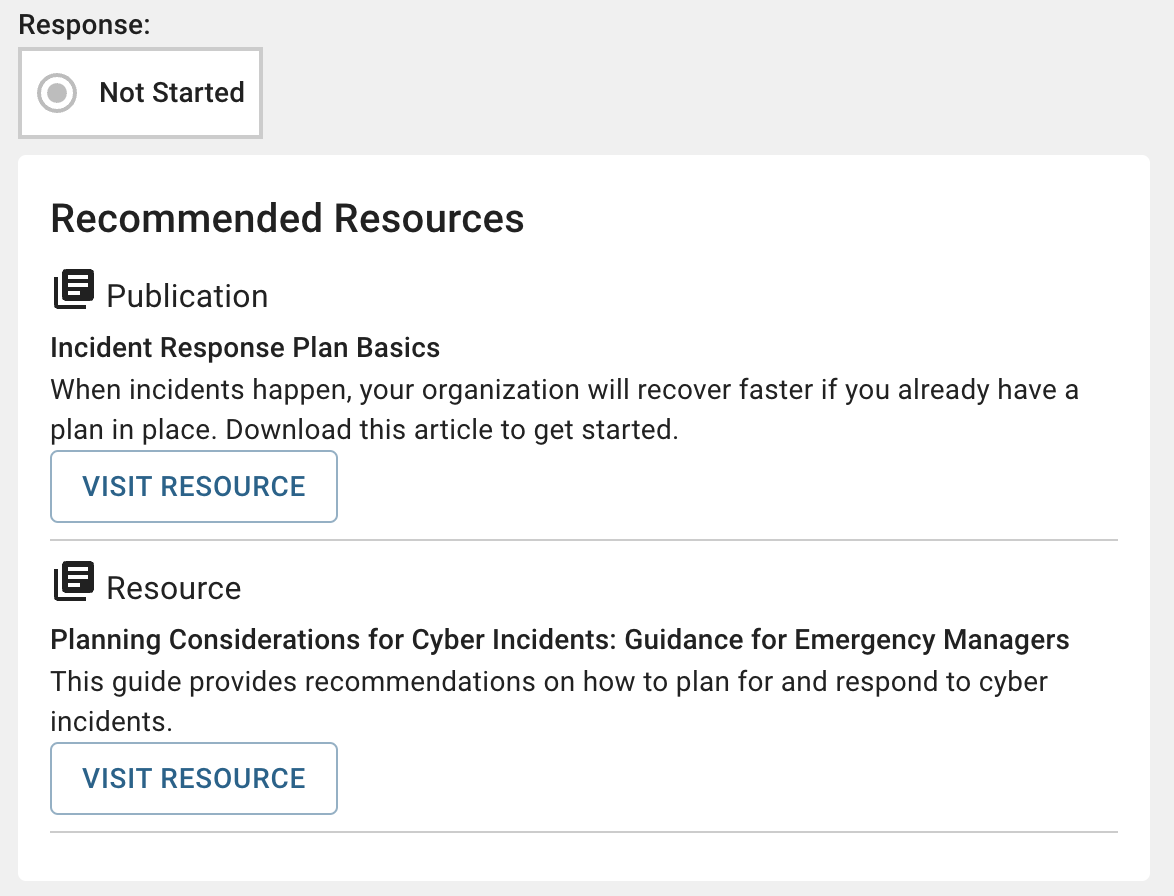 Response:
Not Started
Recommended Resources
Publication
Incident Response Plan Basics
When incidents happen, your organization will recover faster if you already have a
plan in place. Download this article to get started.
VISIT RESOURCE
Resource
Planning Considerations for Cyber Incidents: Guidance for Emergency Managers
This guide provides recommendations on how to plan for and respond to cyber
incidents.
VISIT RESOURCE